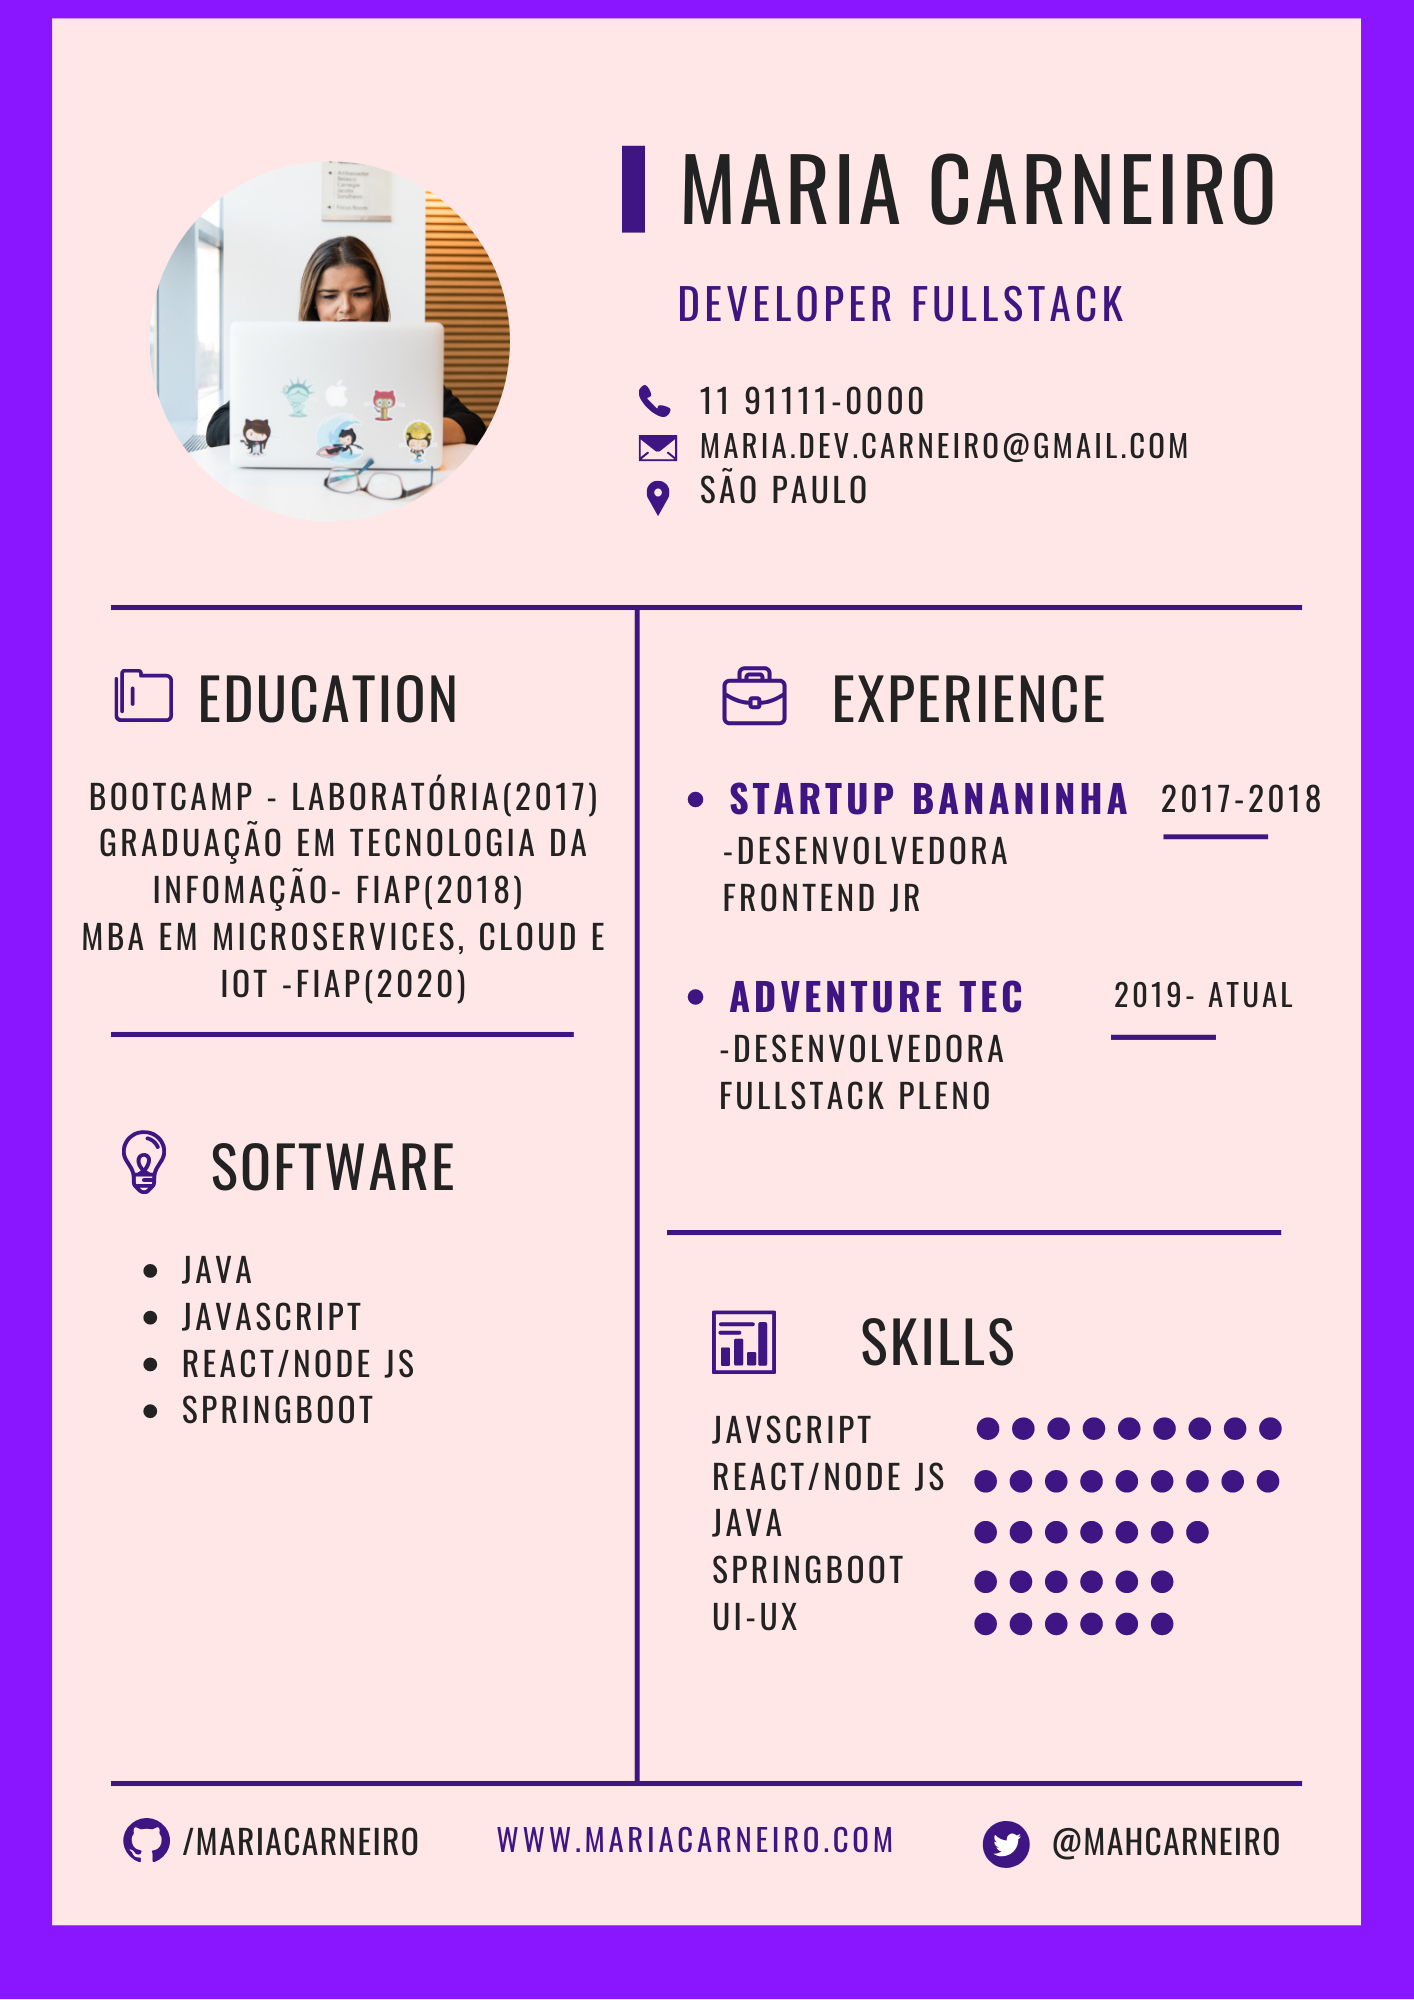 MARIA CARNEIRO
DEVELOPER FULLSTACK
11 91111-0000
MARIA.DEV.CARNEIRO@GMAIL.COM
SÃO PAULO
EDUCATION
BOOTCAMP - LABORATÓRIA(2017)
GRADUAÇÃO EM TECNOLOGIA DA
INFOMAÇÃO- FIAP(2018)
MBA EM MICROSERVICES, CLOUD E
IOT -FIAP(2020)
SOFTWARE
JAVA
JAVASCRIPT
REACT/NODE JS
SPRINGBOOT
EXPERIENCE
STARTUP BANANINHA 2017-2018
-DESENVOLVEDORA
FRONTEND JR
ADVENTURE TEC 2019- ATUAL
-DESENVOLVEDORA
FULLSTACK PLENO
SKILLS
JAVSCRIPT
REACT/NODE JS
JAVA
SPRINGBOOT
UI-UX
/MARIACARNEIRO
WWW.MARIACARNEIRO.COM
@MAHCARNEIRO